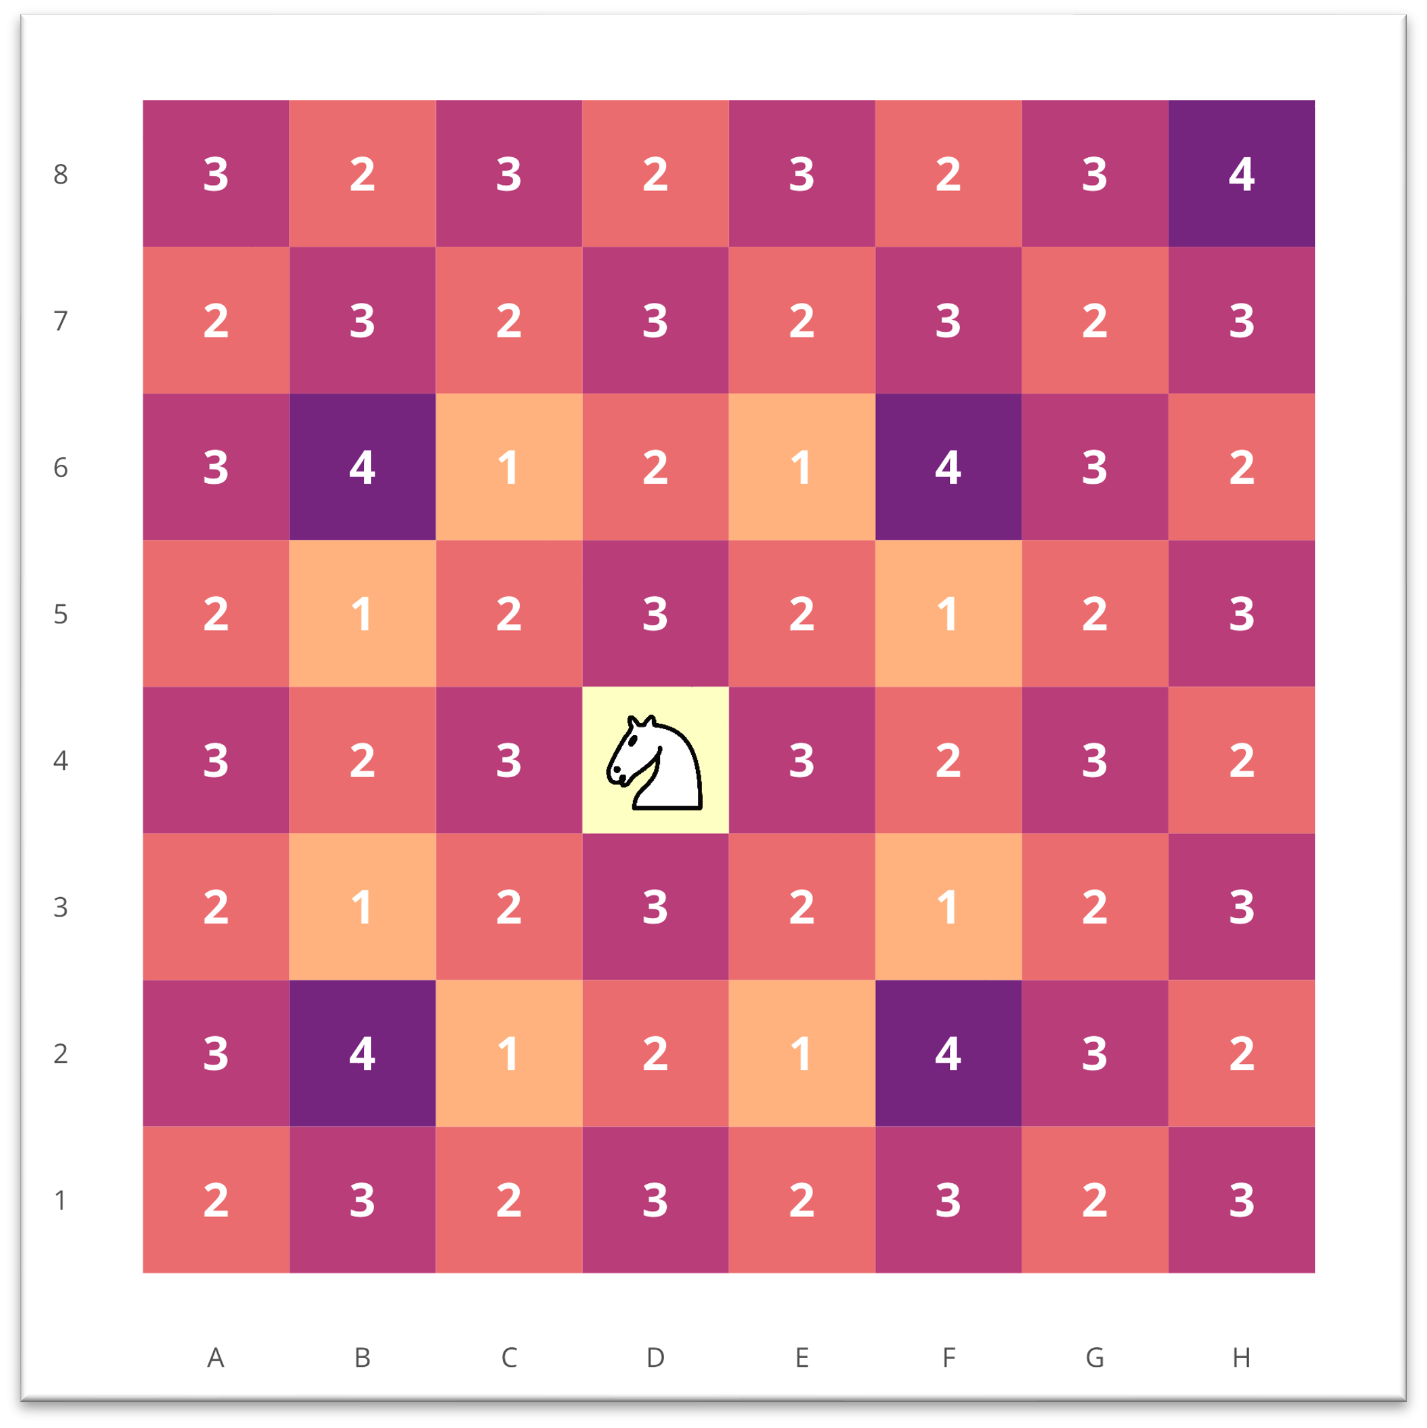 8 3 2 3 2 3 2 3 4
7 2 3 2 3 2 3 2 3
6 3 4 1 2 1 4 3 2
5 2 1 2 3 2 1 2 3
4 3 2 3 3 2 3 2
3 2 1 2 3 2 1 2 3
2 3 4 1 2 1 4 3 2
1 2 3 2 3 2 3 2 3
A B C D E F G H